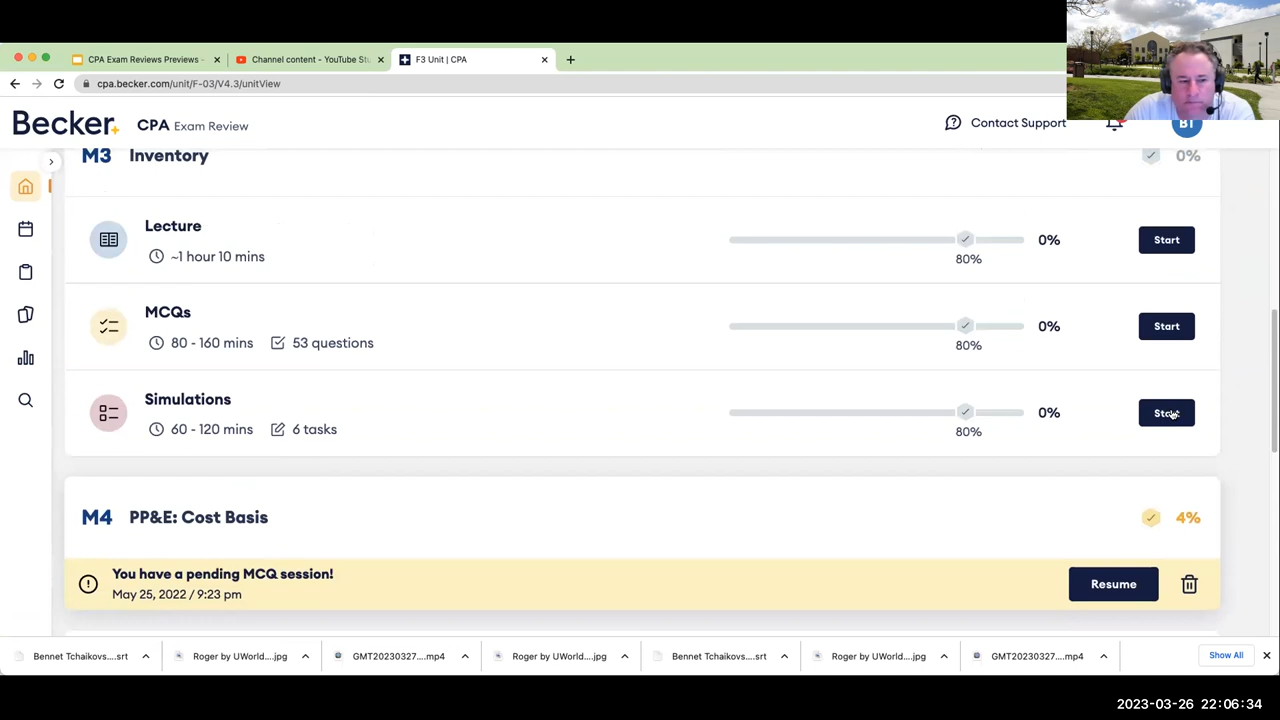 CPA Exam Reviews Previews -
Channel content - YouTube Stu
F3 Unit | CPA
cpa.becker.com/unit/F-03/V4.3/unitView
Becker. CPA Exam Review
Contact Support
BT
M3 Inventory
0%
Lecture
~1 hour 10 mins
0%
80%
Start
MCQs
80 - 160 mins
53 questions
0%
80%
Start
Simulations
60 - 120 mins
6 tasks
0%
80%
Start
M4 PP&E: Cost Basis
4%
You have a pending MCQ session!
May 25, 2022 / 9:23 pm
Resume
Bennet Tchaikovs....srt
Roger by UWorld....jpg
GMT20230327....mp4
Roger by UWorld....jpg
Bennet Tchaikovs....srt
Roger by UWorld....jpg
GMT20230327....mp4
Show All
2023-03-26 22:06:34